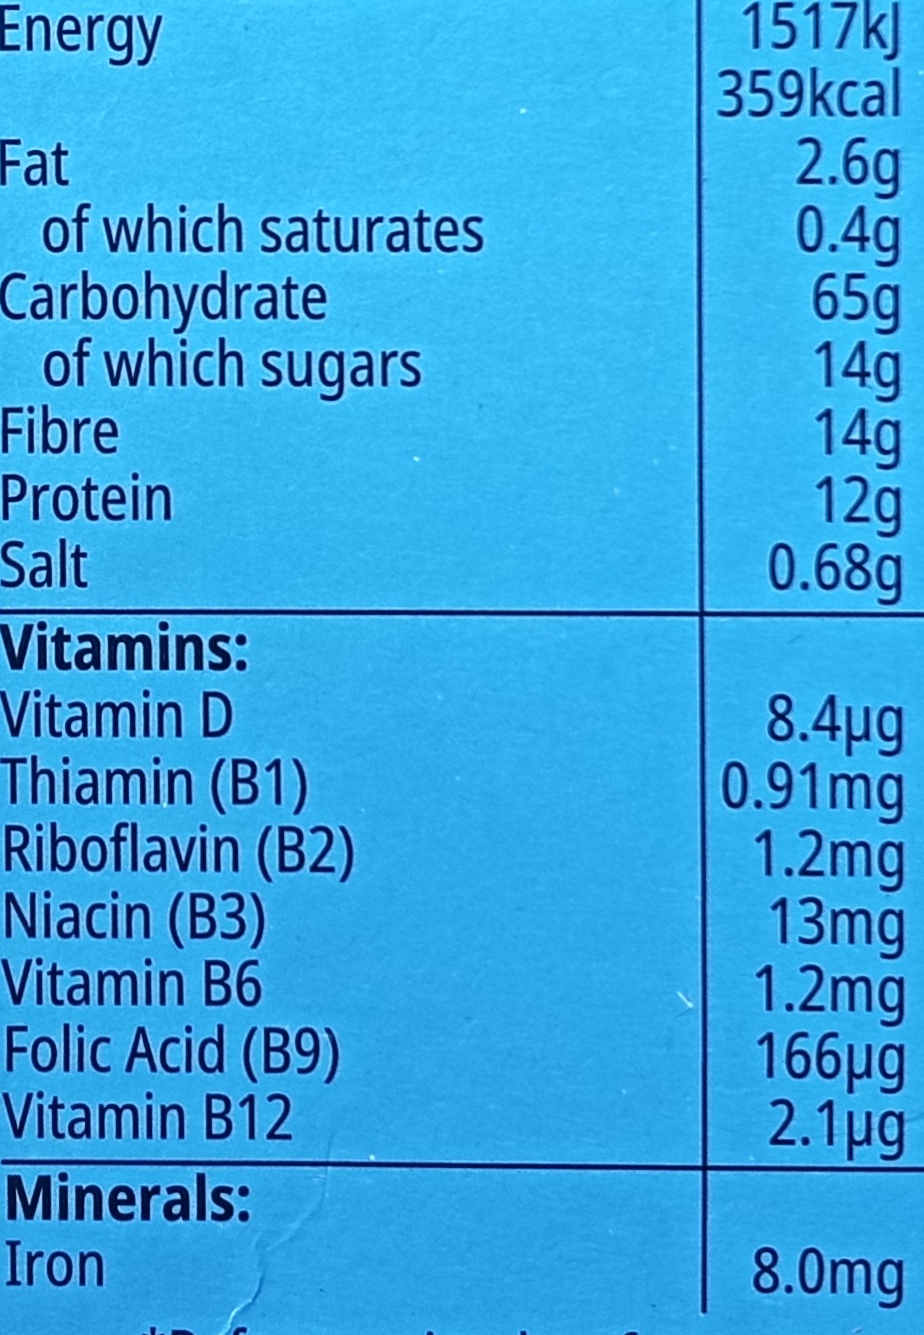 Energy 1517kJ
359kcal
Fat 2.6g
of which saturates 0.4g
Carbohydrate 65g
of which sugars 14g
Fibre 14g
Protein 12g
Salt 0.68g
Vitamins:
Vitamin D 8.4µg
Thiamin (B1) 0.91mg
Riboflavin (B2) 1.2mg
Niacin (B3) 13mg
Vitamin B6 1.2mg
Folic Acid (B9) 166µg
Vitamin B12 2.1µg
Minerals:
Iron 8.0mg